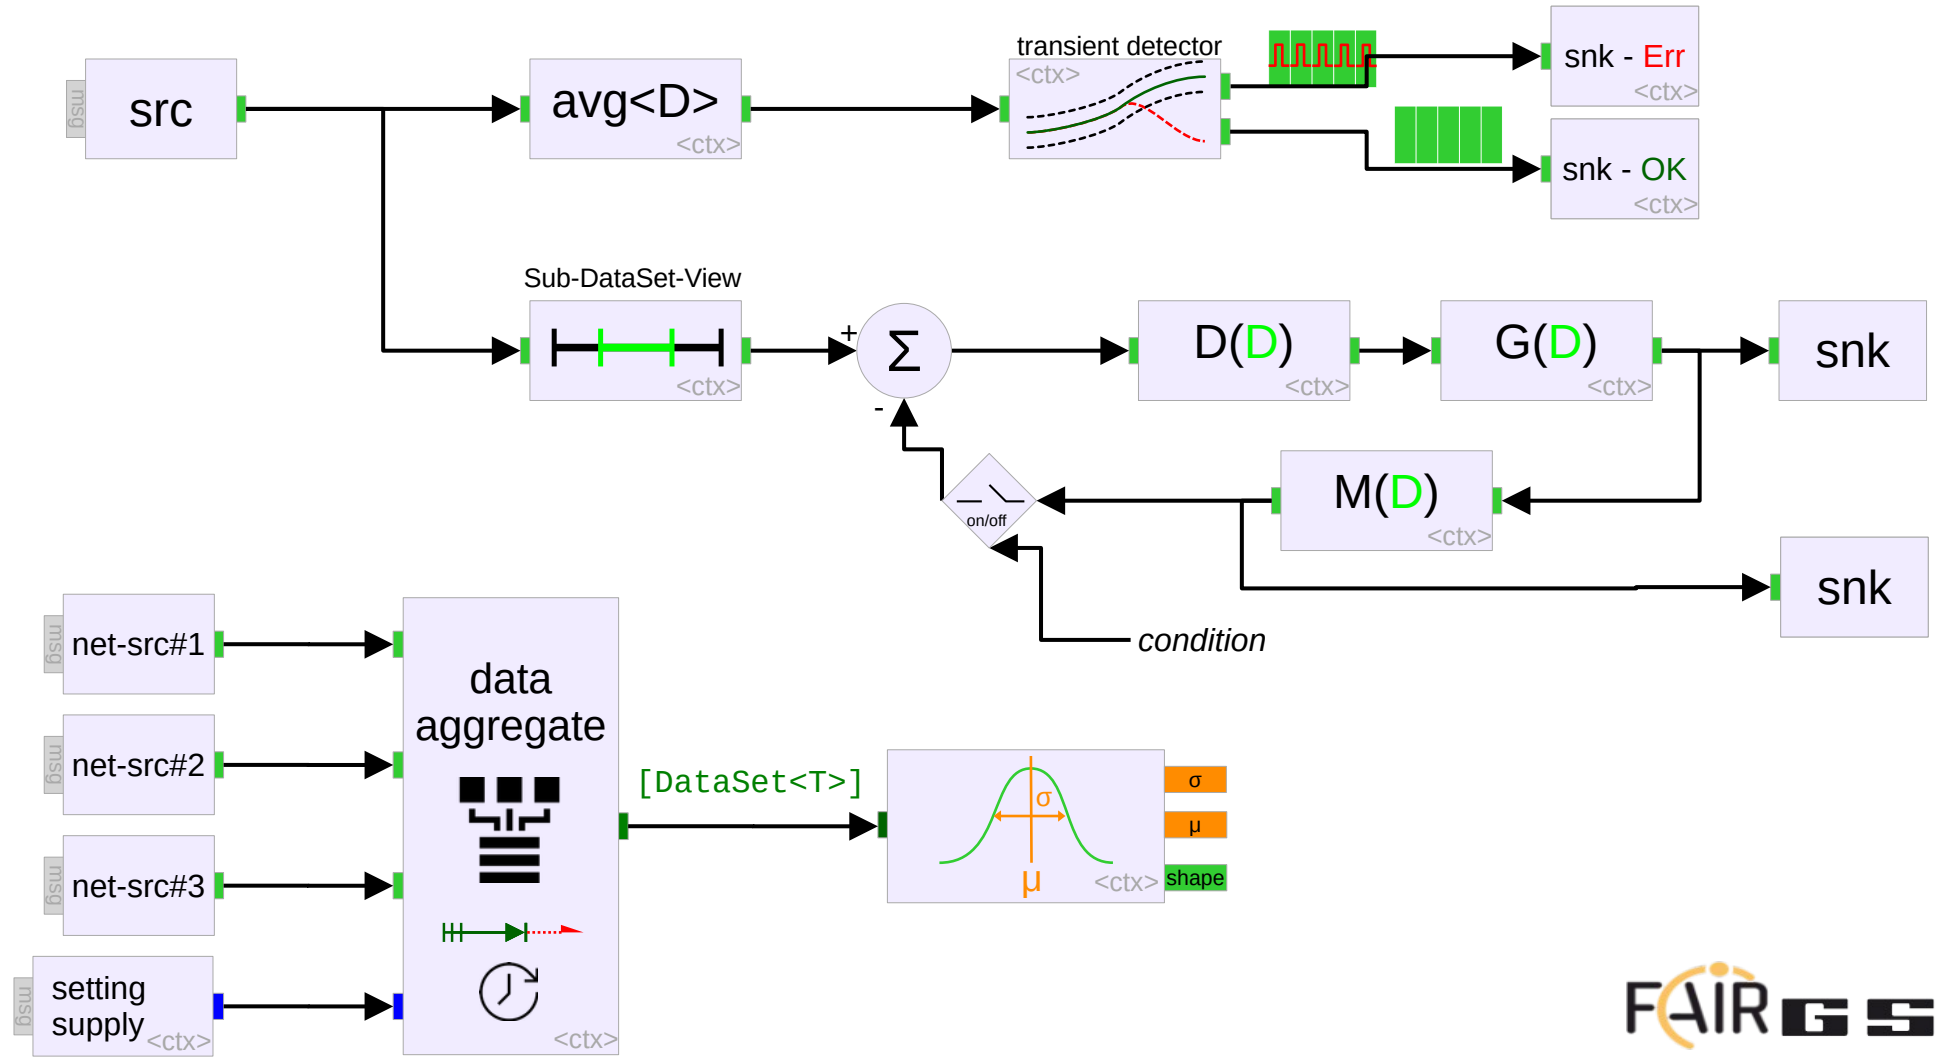 transient detector
msg
src
avg<D>
<ctx>
<ctx>
snk - Err
<ctx>
snk - OK
<ctx>
Sub-DataSet-View
<ctx>
+
Σ
-
D(D)
<ctx>
G(D)
<ctx>
snk
on/off
M(D)
<ctx>
snk
condition
msg
net-src#1
msg
net-src#2
msg
net-src#3
msg
setting
supply
<ctx>
data
aggregate
<ctx>
[DataSet<T>]
σ
μ
<ctx>
σ
μ
shape
FAIR GS